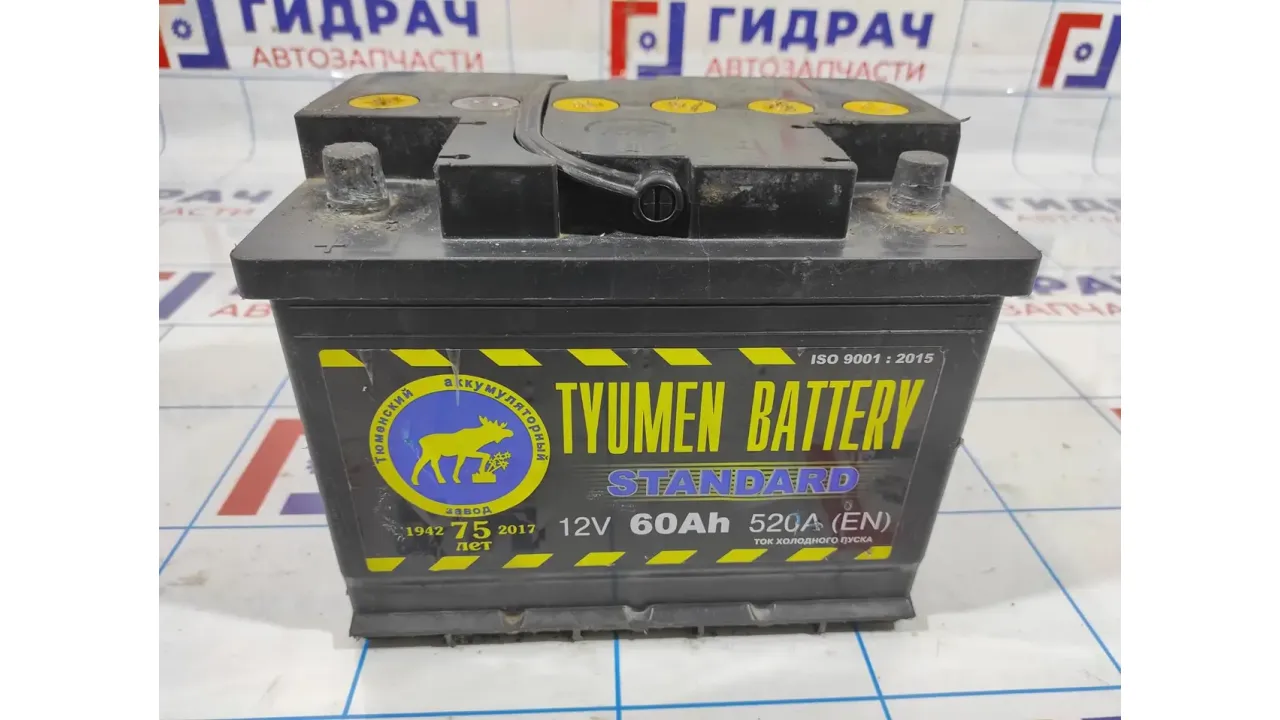 ГИДРАЧ
АВТОЗАПЧАСТИ
ГИДРАЧ
АВТОЗАПЧАСТИ
+
−
ISO 9001 : 2015
Тюменский аккумуляторный
завод
TYUMEN BATTERY
STANDARD
1942 75 2017
лет
12V 60Ah 520A (EN)
ТОК ХОЛОДНОГО ПУСКА